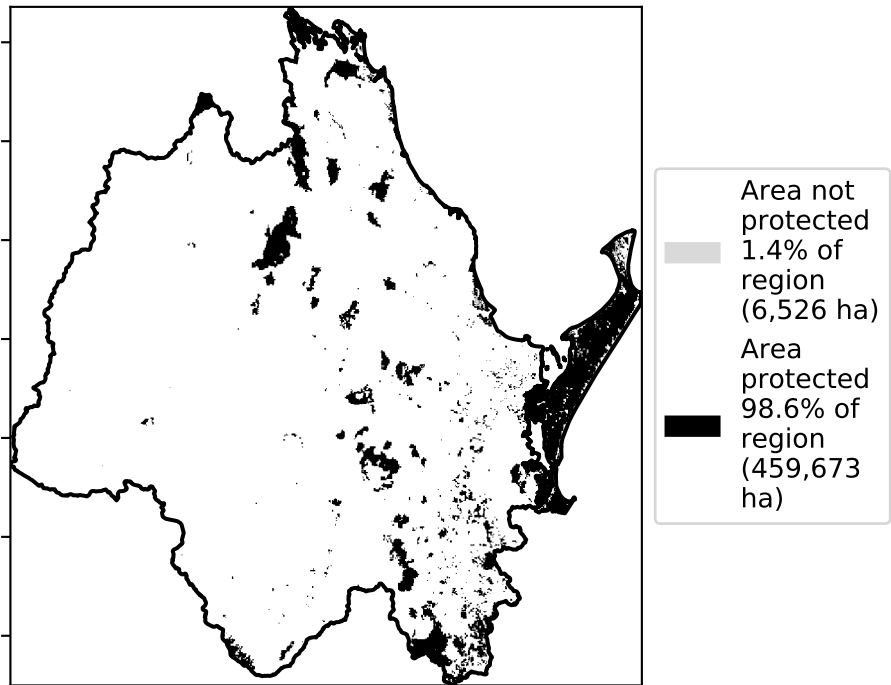 Area not
protected
1.4% of
region
(6,526 ha)
Area
protected
98.6% of
region
(459,673
ha)